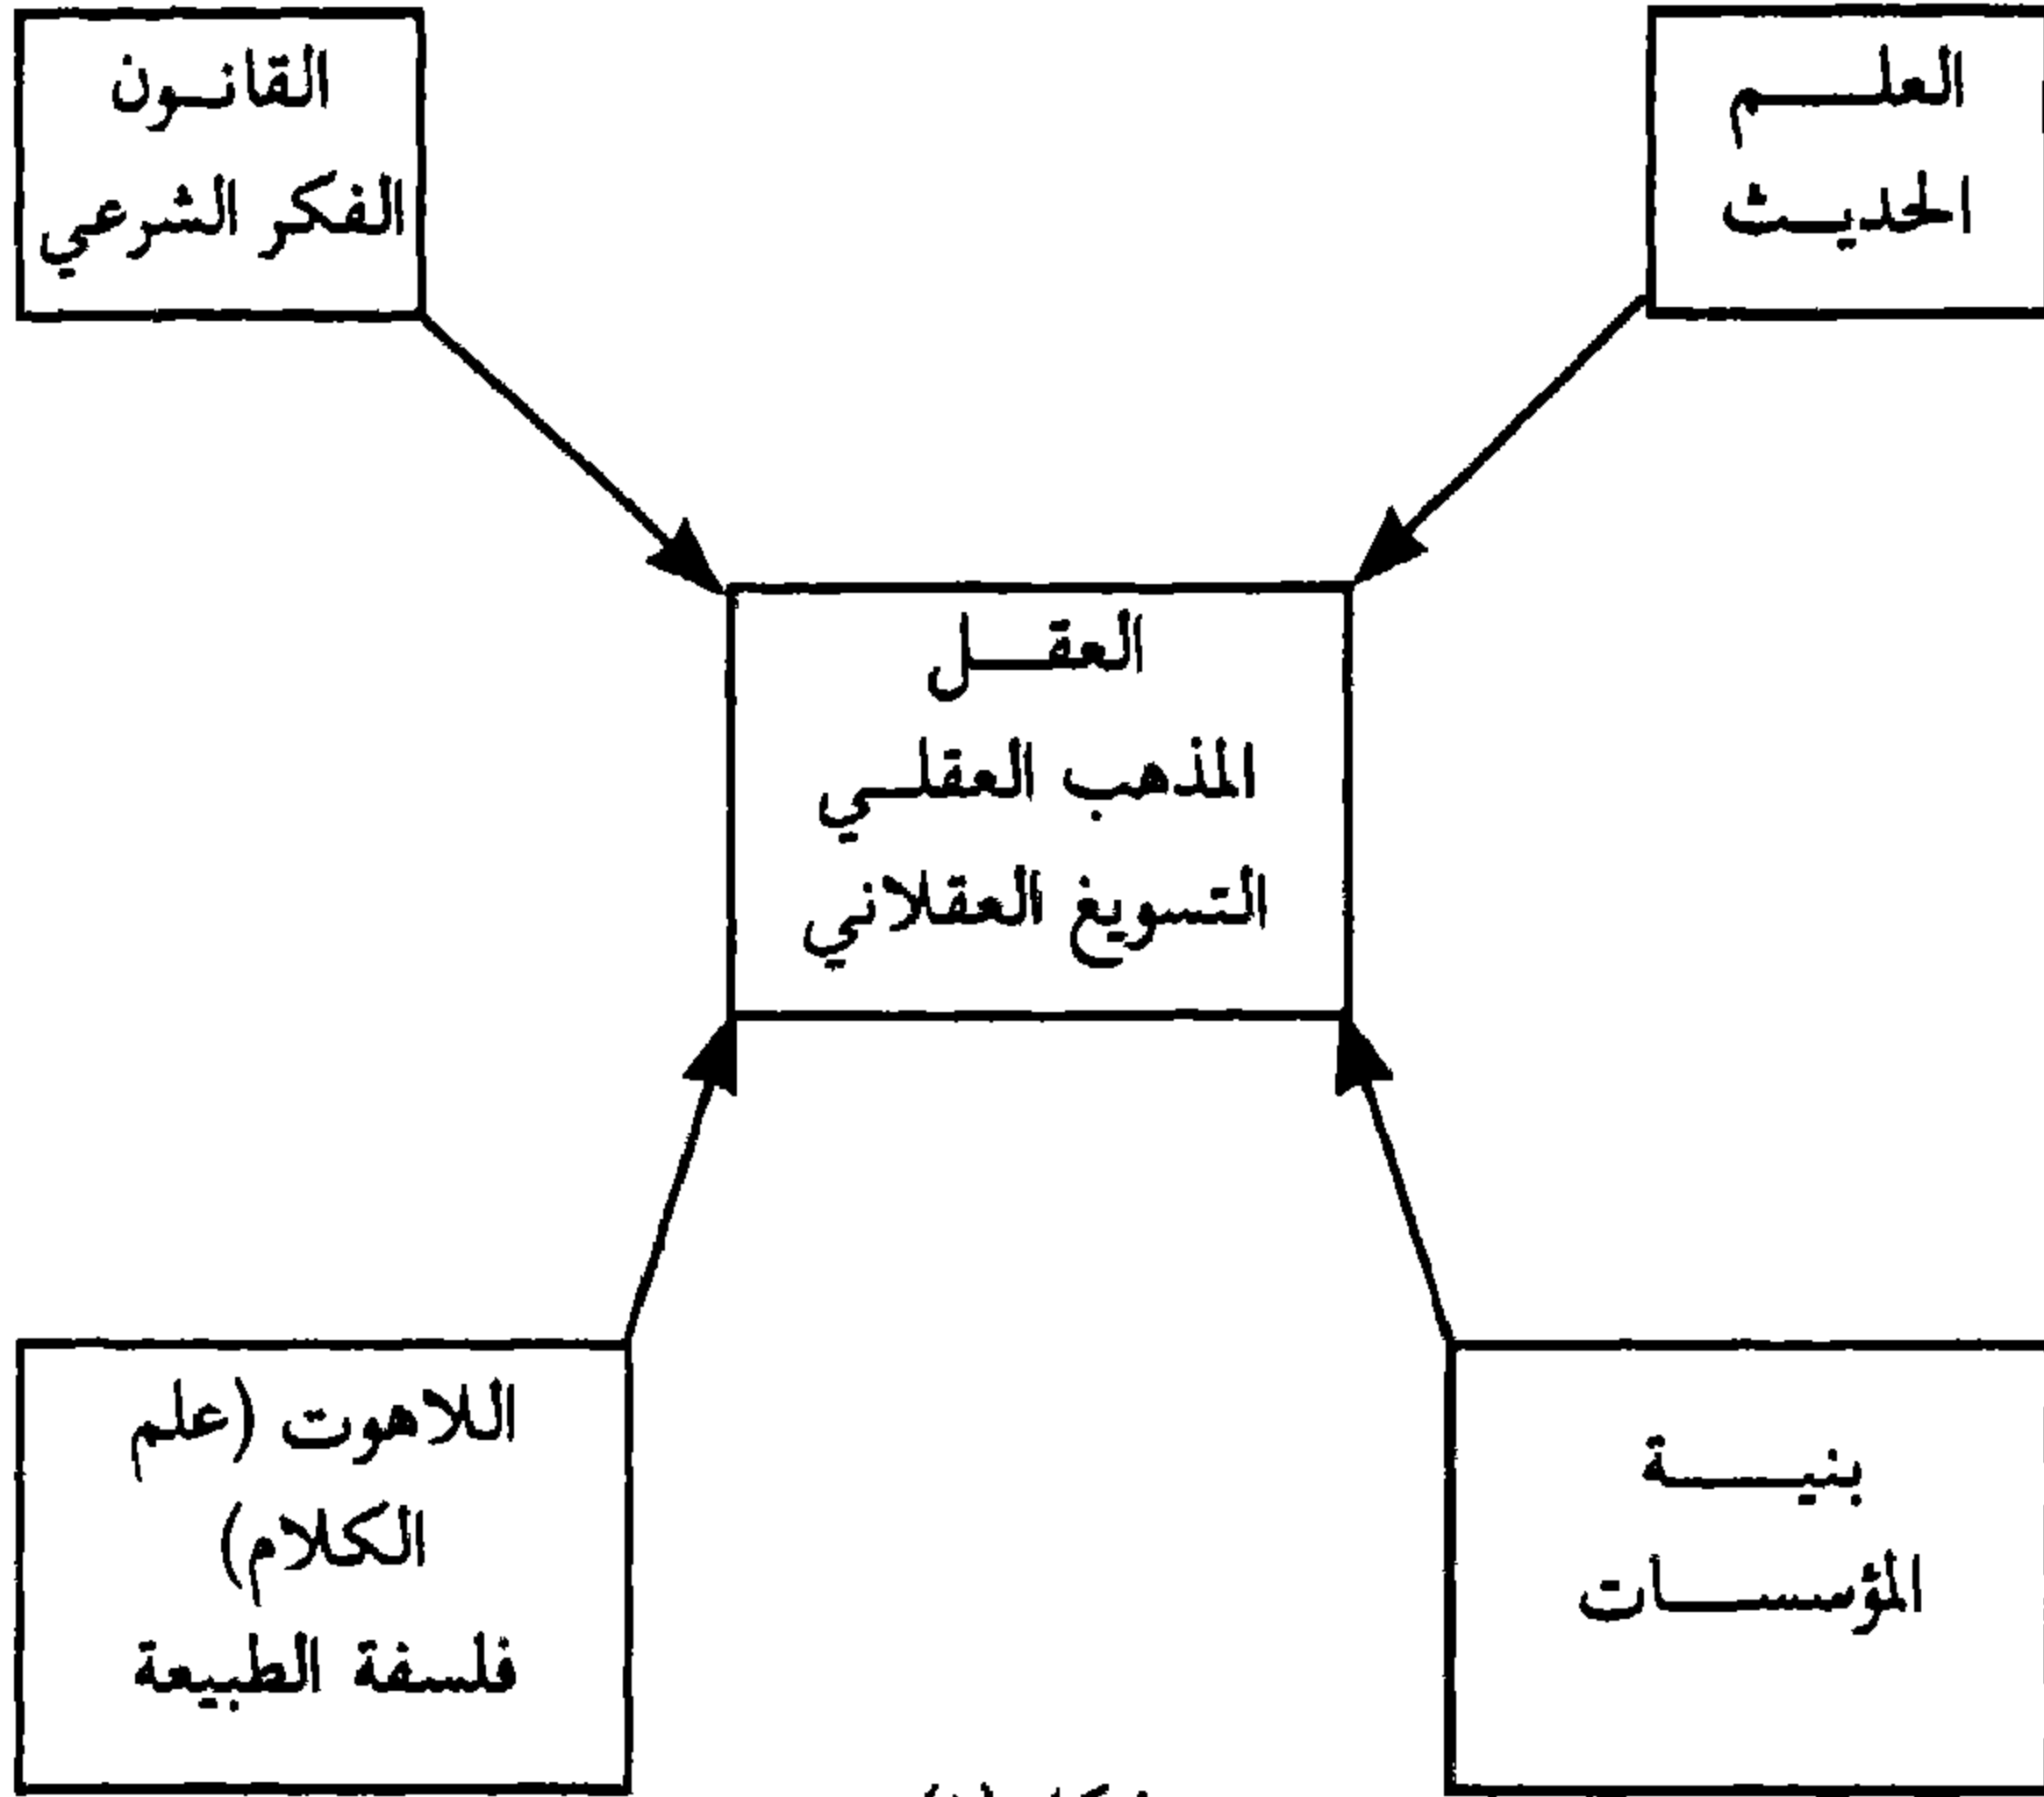 العلم
الحديث
القانون
الفكر الشرعي
العقل
المذهب العقلي
التسويغ العقلاني
بنية
المؤسسات
اللاهوت (علم
الكلام)
فلسفة الطبيعة